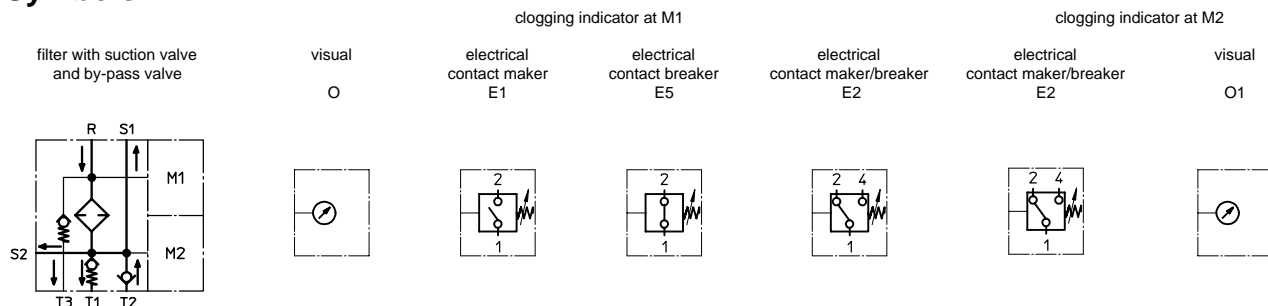 clogging indicator at M1
clogging indicator at M2
filter with suction valve
and by-pass valve
visual
O
electrical
contact maker
E1
electrical
contact breaker
E5
electrical
contact maker/breaker
E2
electrical
contact maker/breaker
E2
visual
O1
R S1
M1
M2
S2
T3 T1 T2
2
1
2
1
2 4
1
2 4
1